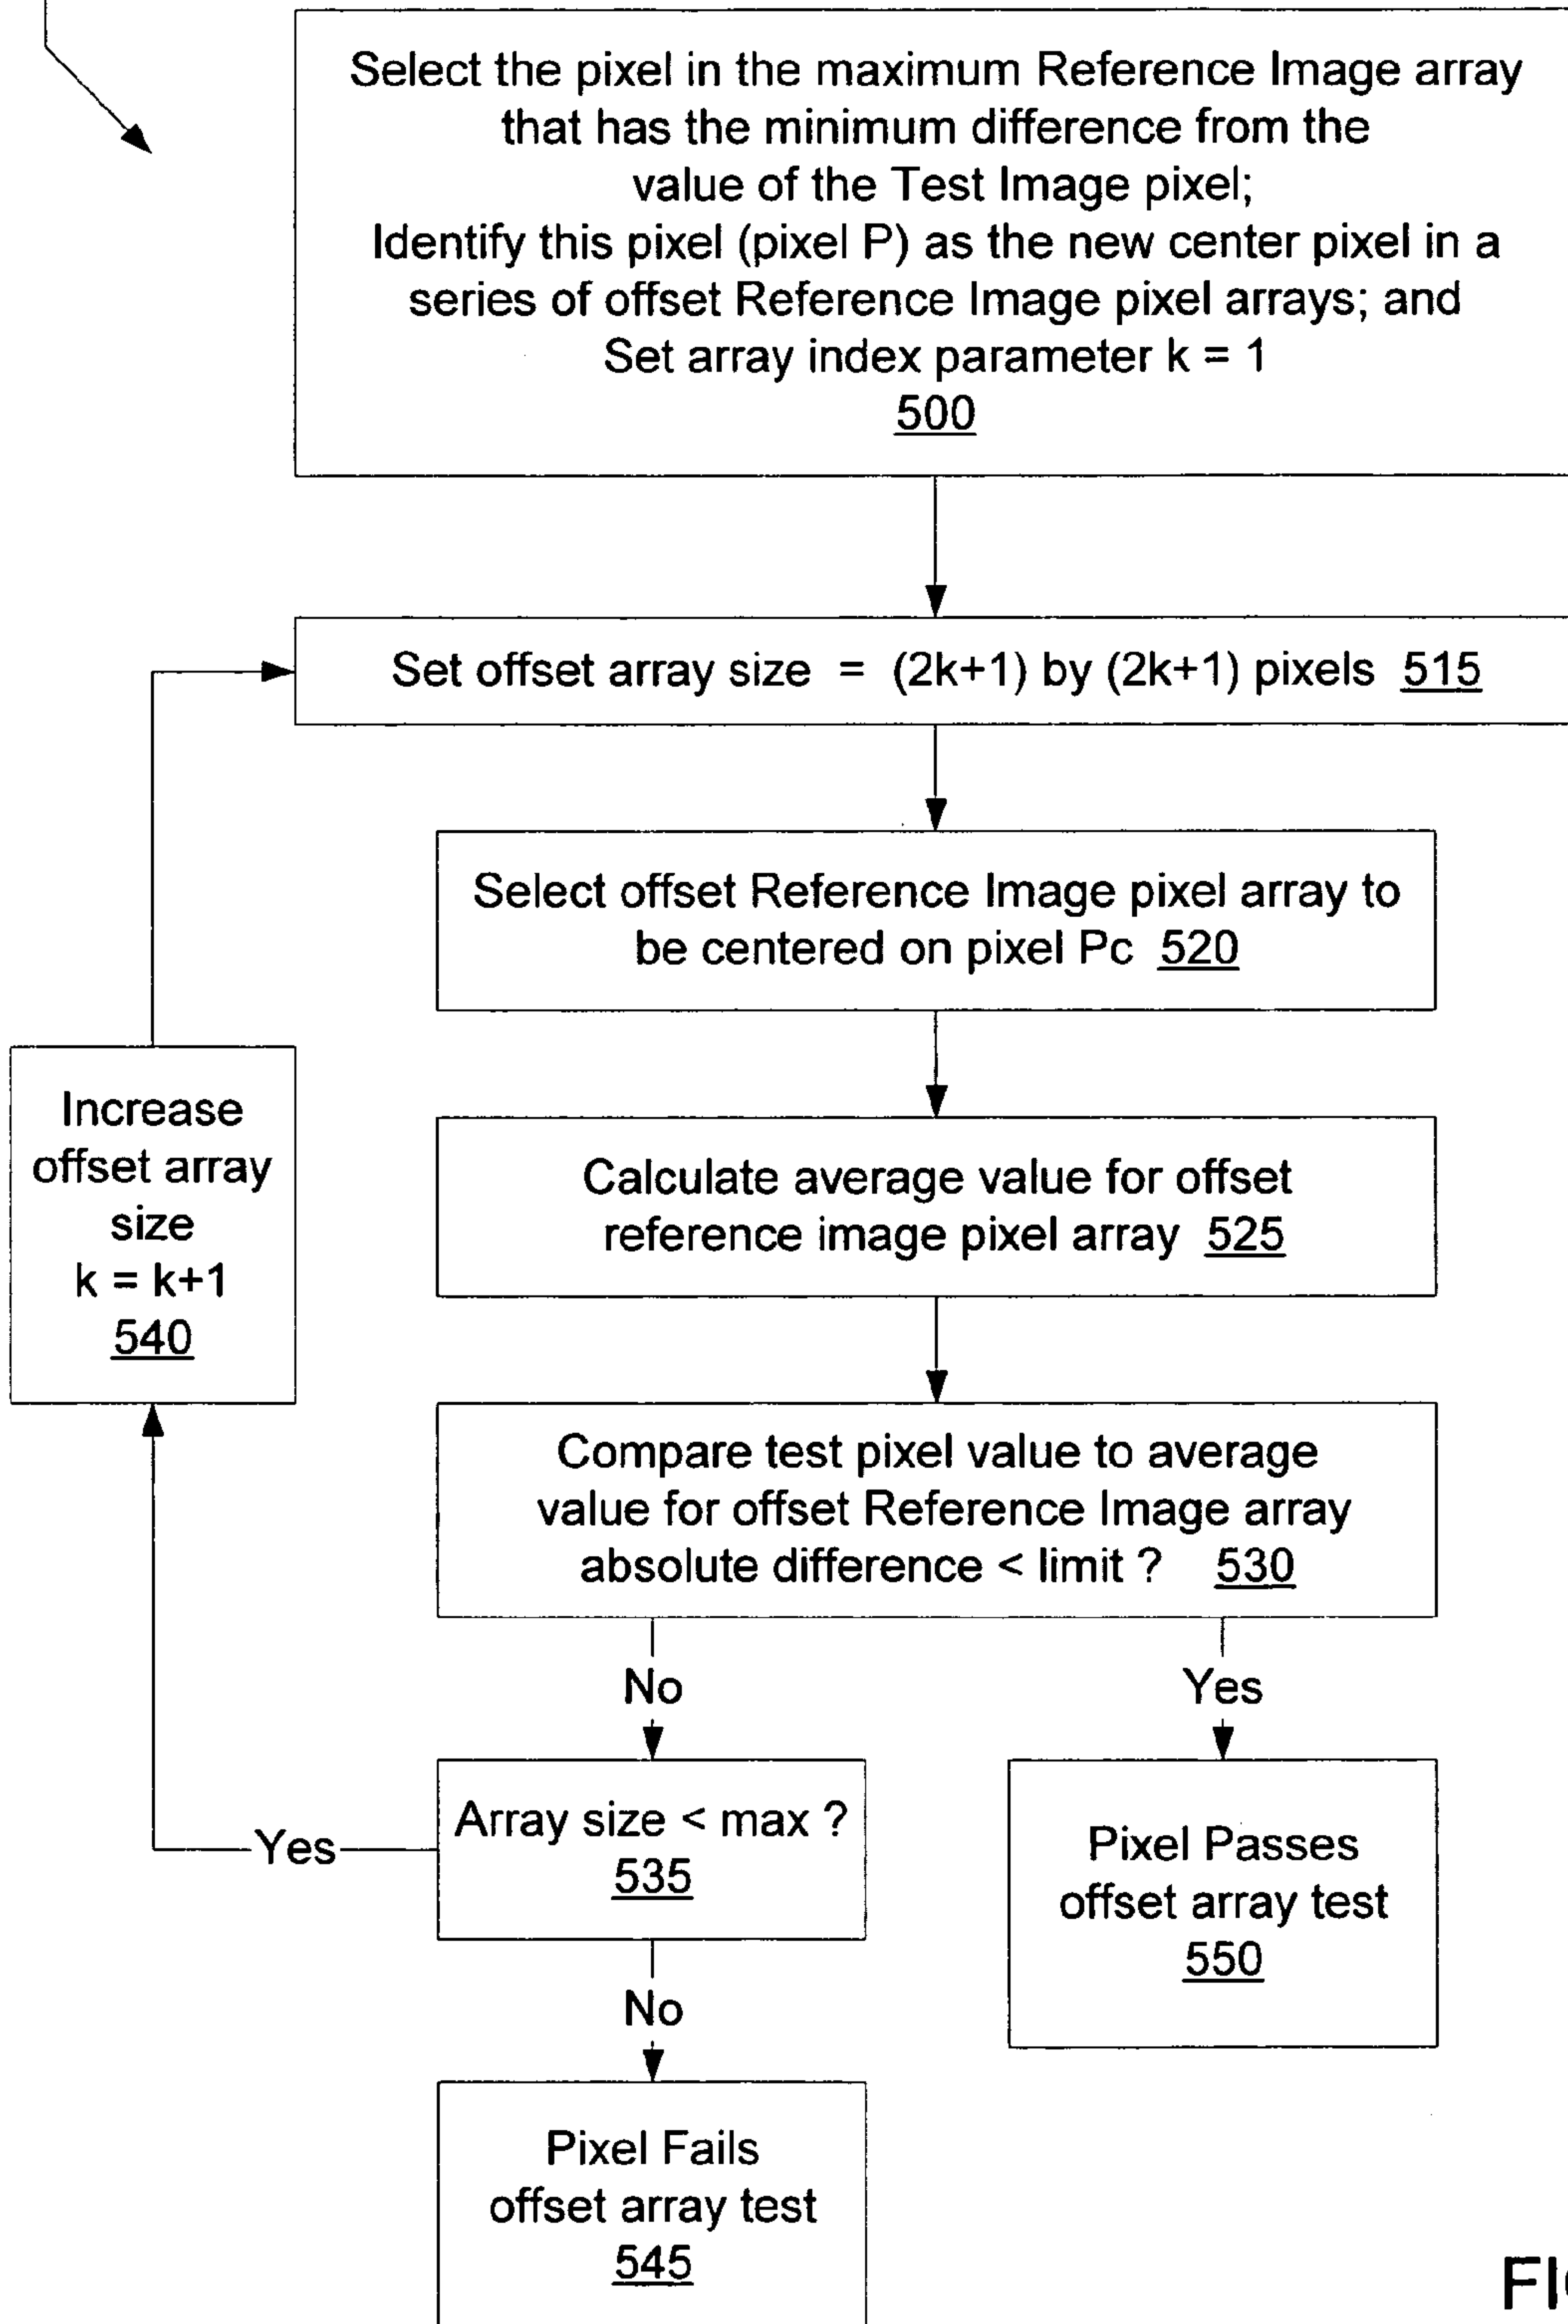 Select the pixel in the maximum Reference Image array
that has the minimum difference from the
value of the Test Image pixel;
Identify this pixel (pixel P) as the new center pixel in a
series of offset Reference Image pixel arrays; and
Set array index parameter k = 1
500
Set offset array size = (2k+1) by (2k+1) pixels 515
Select offset Reference Image pixel array to
be centered on pixel Pc 520
Increase
offset array
size
k = k+1
540
Calculate average value for offset
reference image pixel array 525
Compare test pixel value to average
value for offset Reference Image array
absolute difference < limit ? 530
No
Yes
Array size < max ?
535
Yes
Pixel Passes
offset array test
550
No
Pixel Fails
offset array test
545